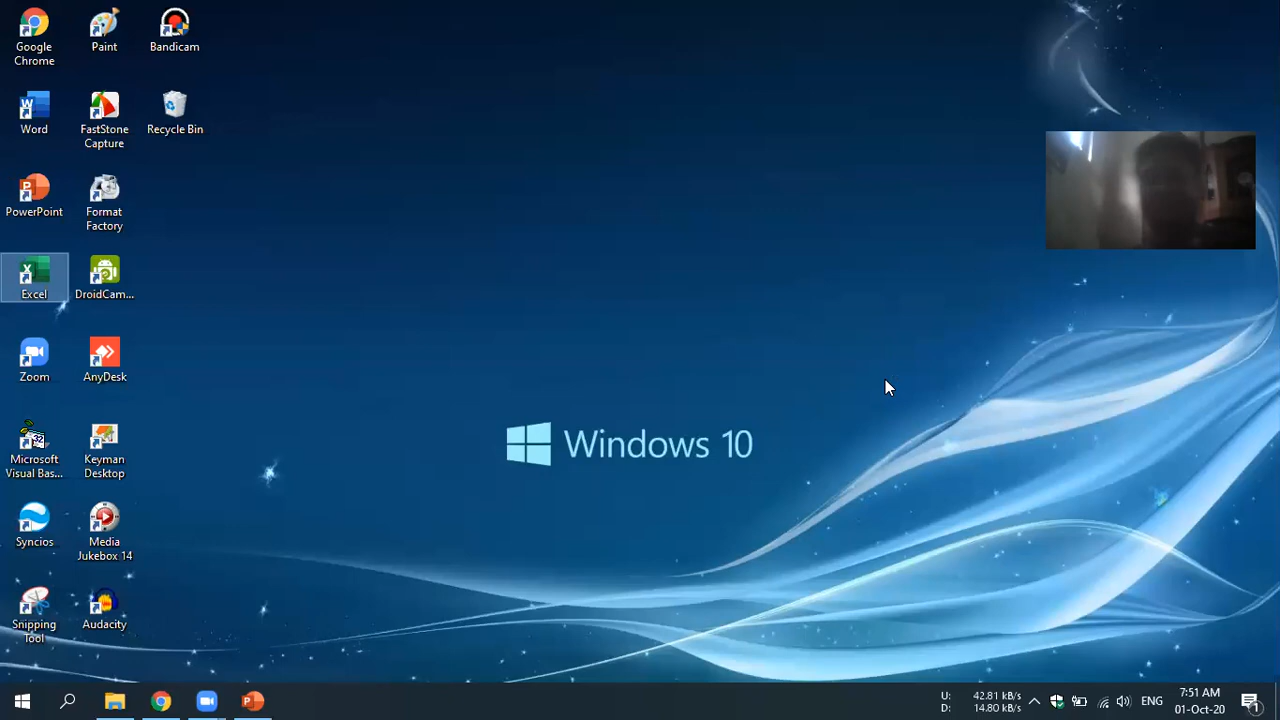 Google
Chrome
Paint
Bandicam
Word
FastStone
Capture
Recycle Bin
PowerPoint
Format
Factory
Excel
DroidCam...
Zoom
AnyDesk
Microsoft
Visual Bas...
Keyman
Desktop
Syncios
Media
Jukebox 14
Snipping
Tool
Audacity
Windows 10
U: 42.81 kB/s
D: 14.80 kB/s
ENG
7:51 AM
01-Oct-20
1